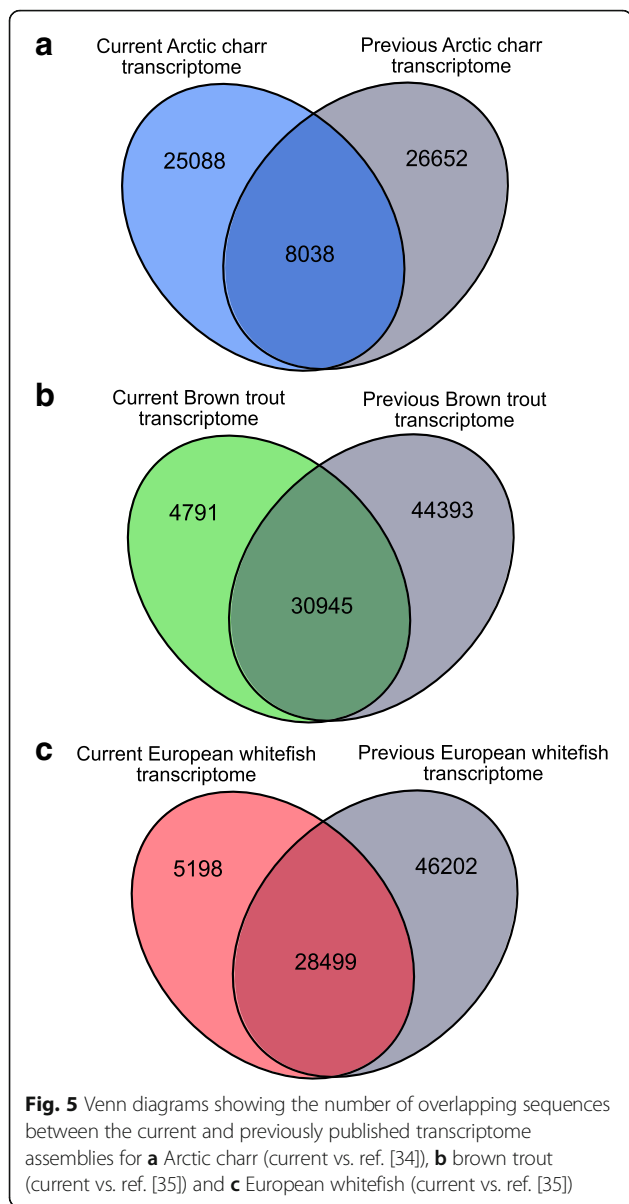 a
Current Arctic charr
transcriptome
Previous Arctic charr
transcriptome
25088
26652
8038
b
Current Brown trout
transcriptome
Previous Brown trout
transcriptome
4791
44393
30945
c
Current European whitefish
transcriptome
Previous European whitefish
transcriptome
5198
46202
28499
Fig. 5 Venn diagrams showing the number of overlapping sequences
between the current and previously published transcriptome
assemblies for a Arctic charr (current vs. ref. [34]), b brown trout
(current vs. ref. [35]) and c European whitefish (current vs. ref. [35])